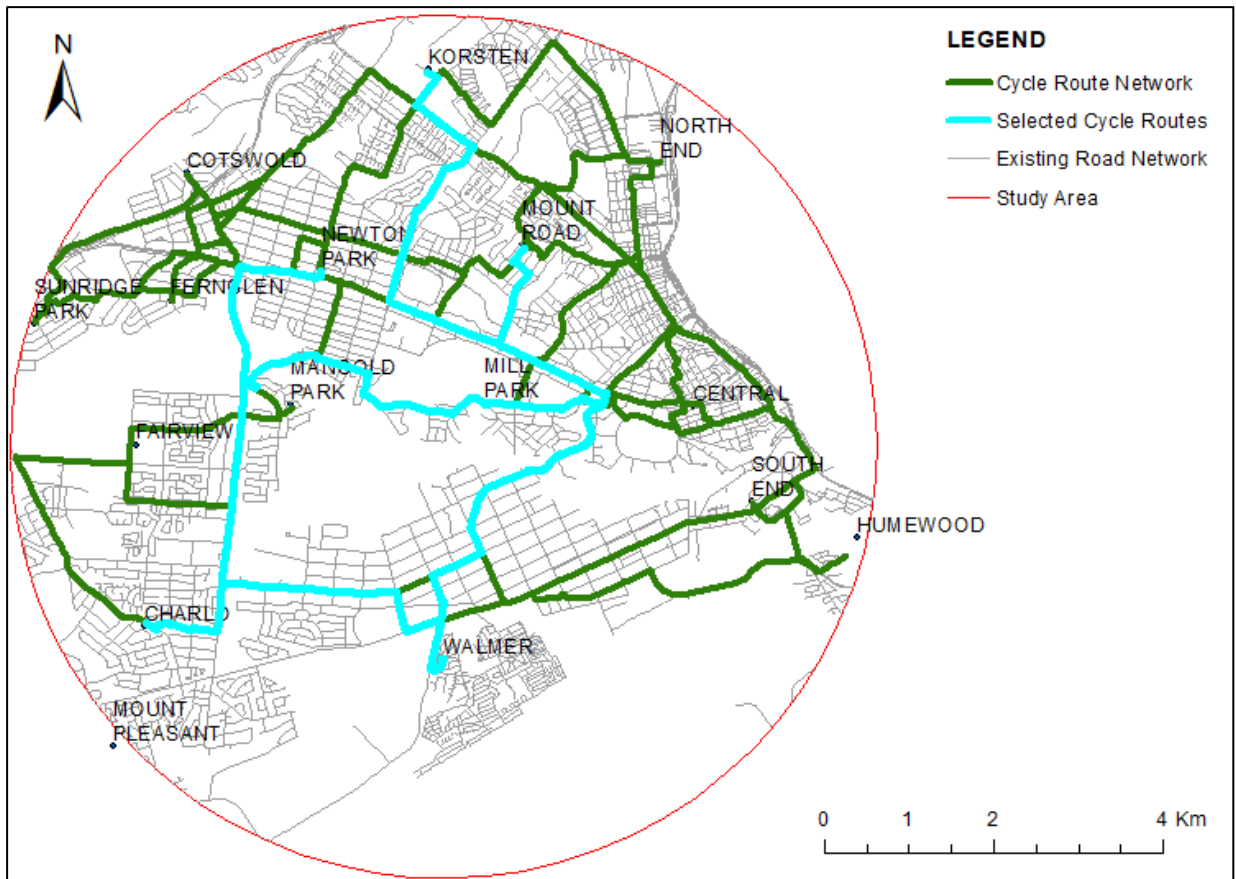 N
KORSTEN
LEGEND
Cycle Route Network
Selected Cycle Routes
Existing Road Network
Study Area
NORTH
END
COTSWOLD
MOUNT
ROAD
NEWTON
PARK
SUNRIDGE
PARK
FERNGLEN
MANGOLD
PARK
MILL
PARK
CENTRAL
FAIRVIEW
SOUTH
END
HUMEWOOD
CHARLO
WALMER
MOUNT
PLEASANT
0 1 2 4 Km